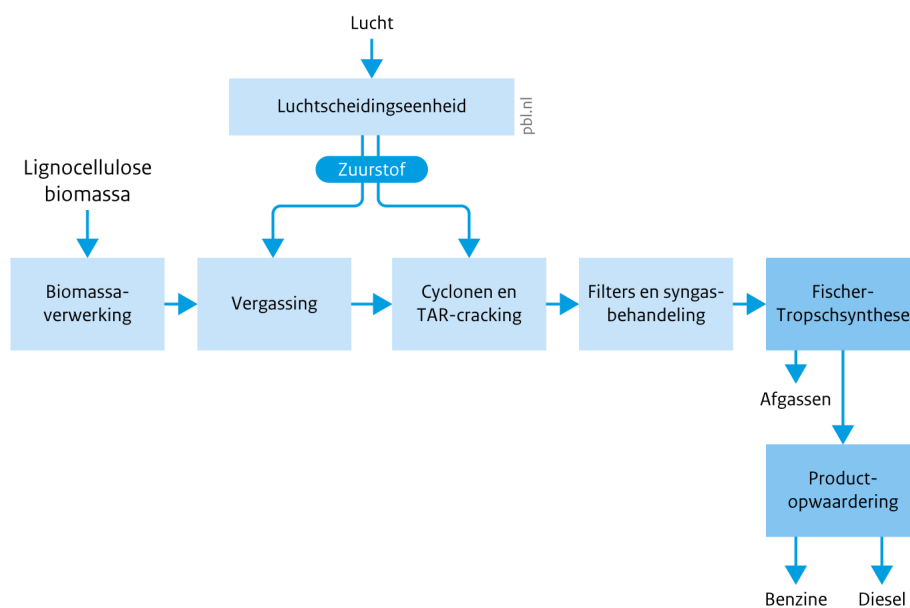 Lucht
Luchtscheidingseenheid
pbl.nl
Zuurstof
Lignocellulose
biomassa
Biomassa-
verwerking
Vergassing
Cyclonen en
TAR-cracking
Filters en syngas-
behandeling
Fischer-
Tropschsynthese
Afgassen
Product-
opwaardering
Benzine
Diesel